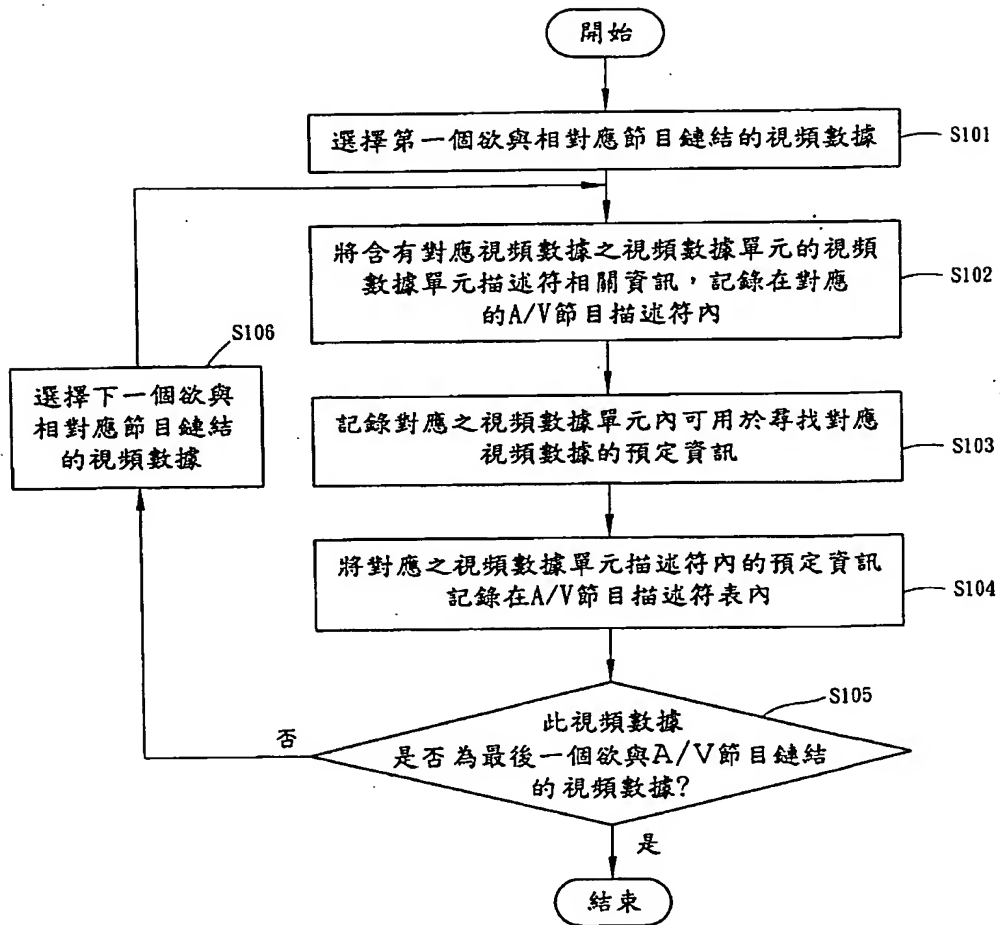 開始
選擇第一個欲與相對應節目鏈結的視頻數據
S101
將含有對應視頻數據之視頻數據單元的視頻
數據單元描述符相關資訊，記錄在對應
的A/V節目描述符內
S102
S106
選擇下一個欲與
相對應節目鏈結
的視頻數據
記錄對應之視頻數據單元內可用於尋找對應
視頻數據的預定資訊
S103
將對應之視頻數據單元描述符內的預定資訊
記錄在A/V節目描述符表內
S104
S105
此視頻數據
是否為最後一個欲與A/V節目鏈結
的視頻數據?
否
是
結束